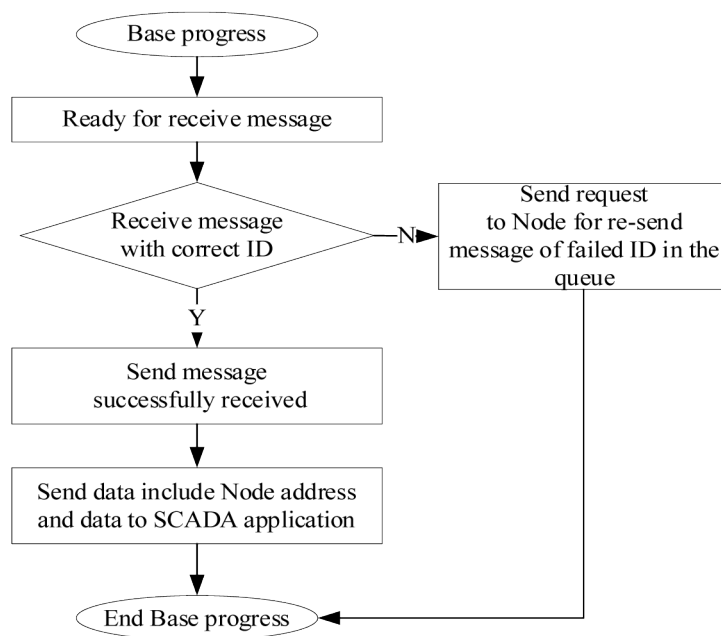 Base progress
Ready for receive message
Receive message
with correct ID
N
Send request
to Node for re-send
message of failed ID in the
queue
Y
Send message
successfully received
Send data include Node address
and data to SCADA application
End Base progress